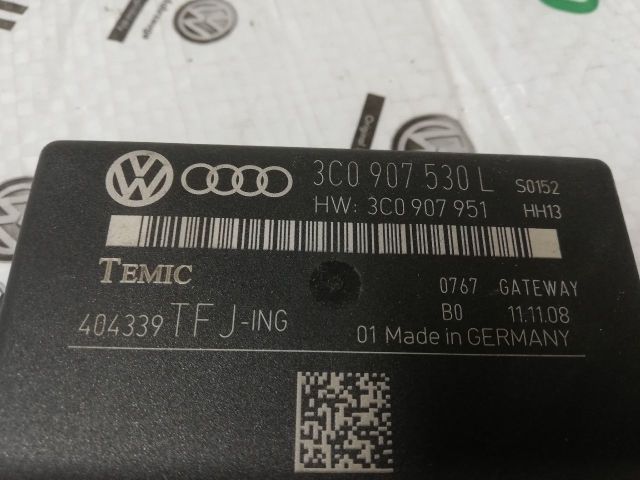 3C0 907 530 L S0152
HW: 3C0 907 951 HH13
TEMIC
0767 GATEWAY
404339 TFJ-ING B0 11.11.08
01 Made in GERMANY